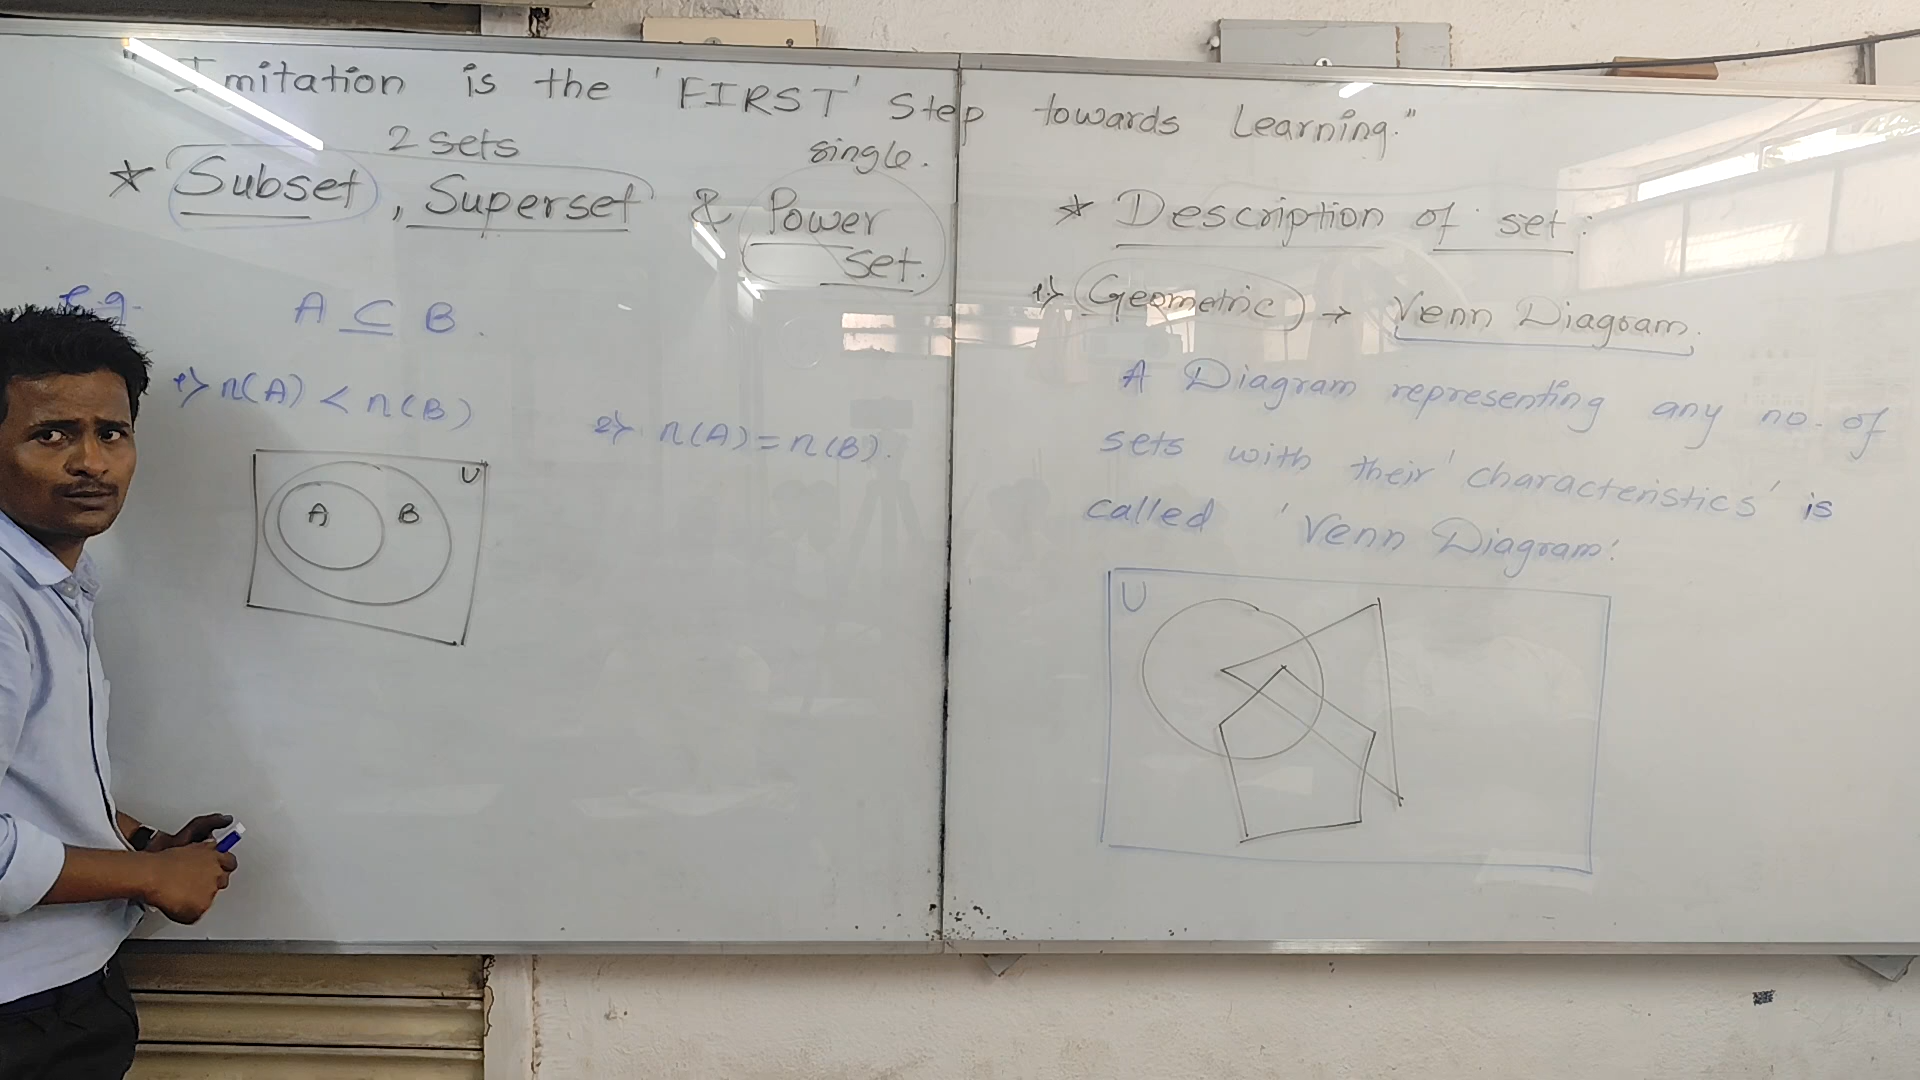 "Imitation is the 'FIRST' Step towards Learning."
2 sets single.
* Subset, Superset & Power set.
e.g. A ⊆ B.
1> n(A) < n(B)
2> n(A) = n(B).
U
A B
* Description of set:
1> Geometric → Venn Diagram.
A Diagram representing any no. of
sets with their 'characteristics' is
called 'Venn Diagram'.
U